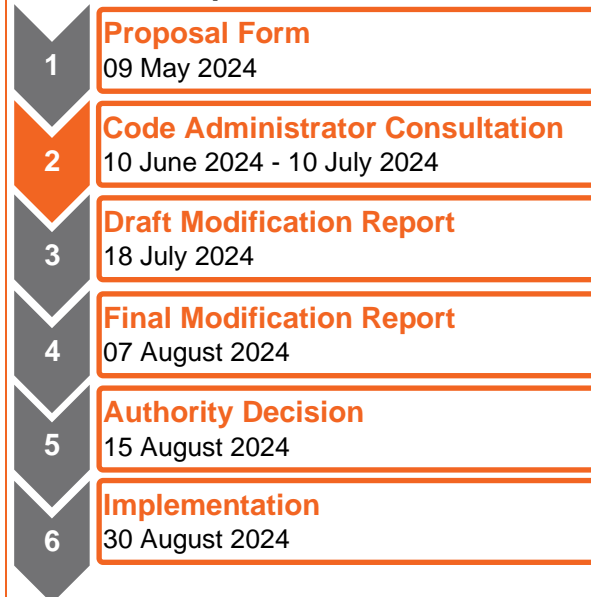 1
Proposal Form
09 May 2024
2
Code Administrator Consultation
10 June 2024 - 10 July 2024
3
Draft Modification Report
18 July 2024
4
Final Modification Report
07 August 2024
5
Authority Decision
15 August 2024
6
Implementation
30 August 2024